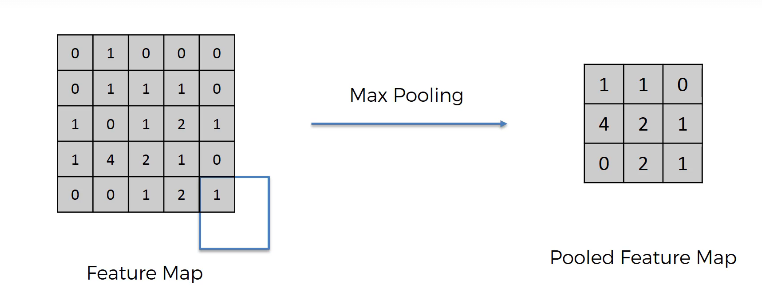 0 1 0 0 0
0 1 1 1 0
1 0 1 2 1
1 4 2 1 0
0 0 1 2 1
Feature Map
Max Pooling
1 1 0
4 2 1
0 2 1
Pooled Feature Map